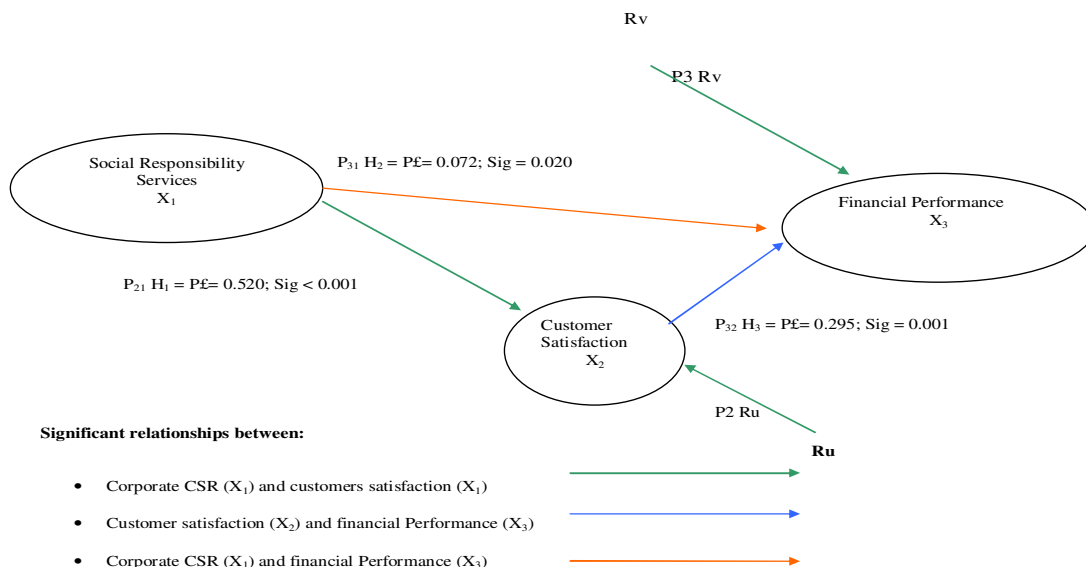 Rv
P3 Rv
Social Responsibility
Services
X₁
P₃₁ H₂ = P£= 0.072; Sig = 0.020
Financial Performance
X₃
P₂₁ H₁ = P£= 0.520; Sig < 0.001
Customer
Satisfaction
X₂
P₃₂ H₃ = P£= 0.295; Sig = 0.001
P2 Ru
Ru
Significant relationships between:
• Corporate CSR (X₁) and customers satisfaction (X₁)
• Customer satisfaction (X₂) and financial Performance (X₃)
• Corporate CSR (X₁) and financial Performance (X₃)